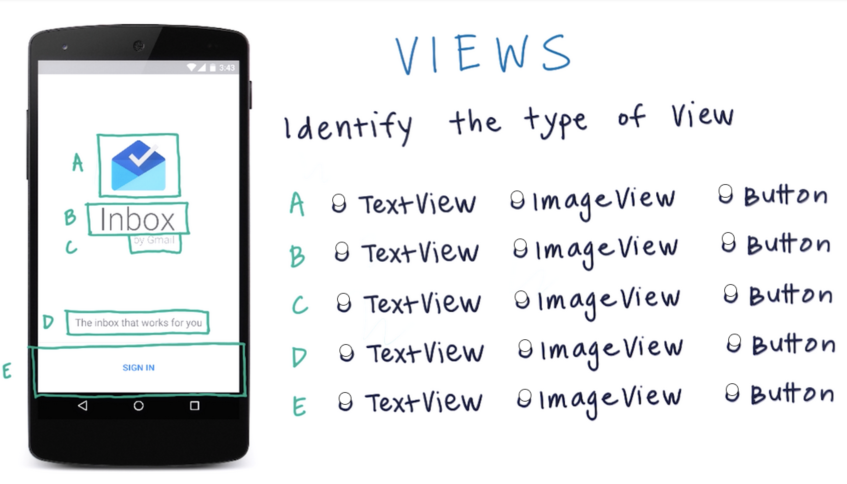 VIEWS
Identify the type of View
3:43
A
B
Inbox
C
by Gmail
D
The inbox that works for you
E
SIGN IN
A TextView ImageView Button
B TextView ImageView Button
C TextView ImageView Button
D TextView ImageView Button
E TextView ImageView Button